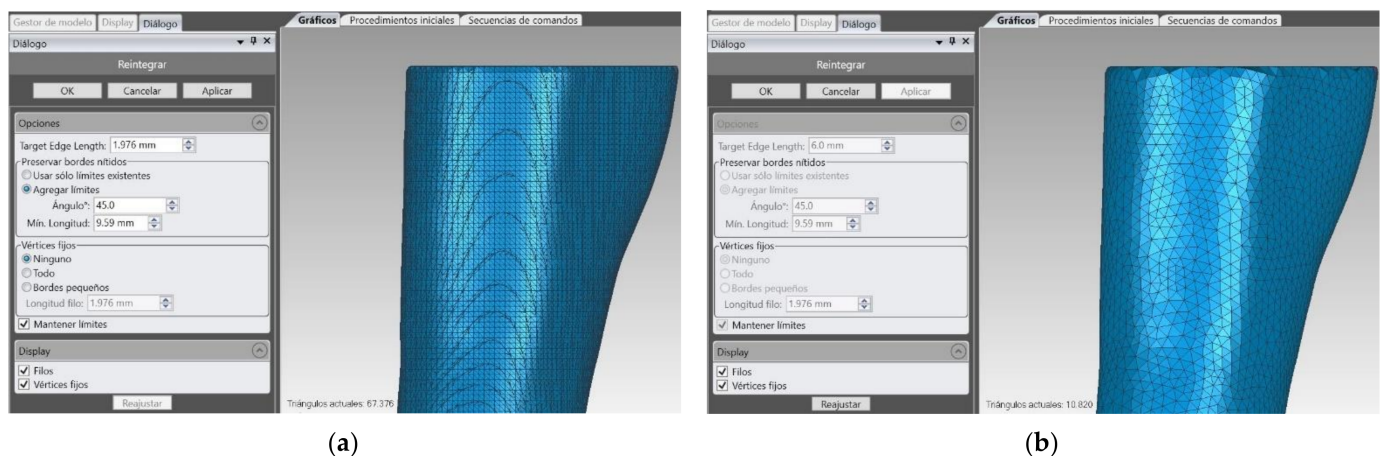 Gestor de modelo Display Diálogo
Gráficos Procedimientos iniciales Secuencias de comandos
Diálogo
Reintegrar
OK Cancelar Aplicar
Opciones
Target Edge Length: 1.976 mm
Preservar bordes nítidos
Usar sólo límites existentes
Agregar límites
Ángulo°: 45.0
Mín. Longitud: 9.59 mm
Vértices fijos
Ninguno
Todo
Bordes pequeños
Longitud filo: 1.976 mm
Mantener límites
Display
Filos
Vértices fijos
Reajustar
Triángulos actuales: 67.376
(a)
Gestor de modelo Display Diálogo
Gráficos Procedimientos iniciales Secuencias de comandos
Diálogo
Reintegrar
OK Cancelar Aplicar
Opciones
Target Edge Length: 6.0 mm
Preservar bordes nítidos
Usar sólo límites existentes
Agregar límites
Ángulo°: 45.0
Mín. Longitud: 9.59 mm
Vértices fijos
Ninguno
Todo
Bordes pequeños
Longitud filo: 1.976 mm
Mantener límites
Display
Filos
Vértices fijos
Reajustar
Triángulos actuales: 10.820
(b)